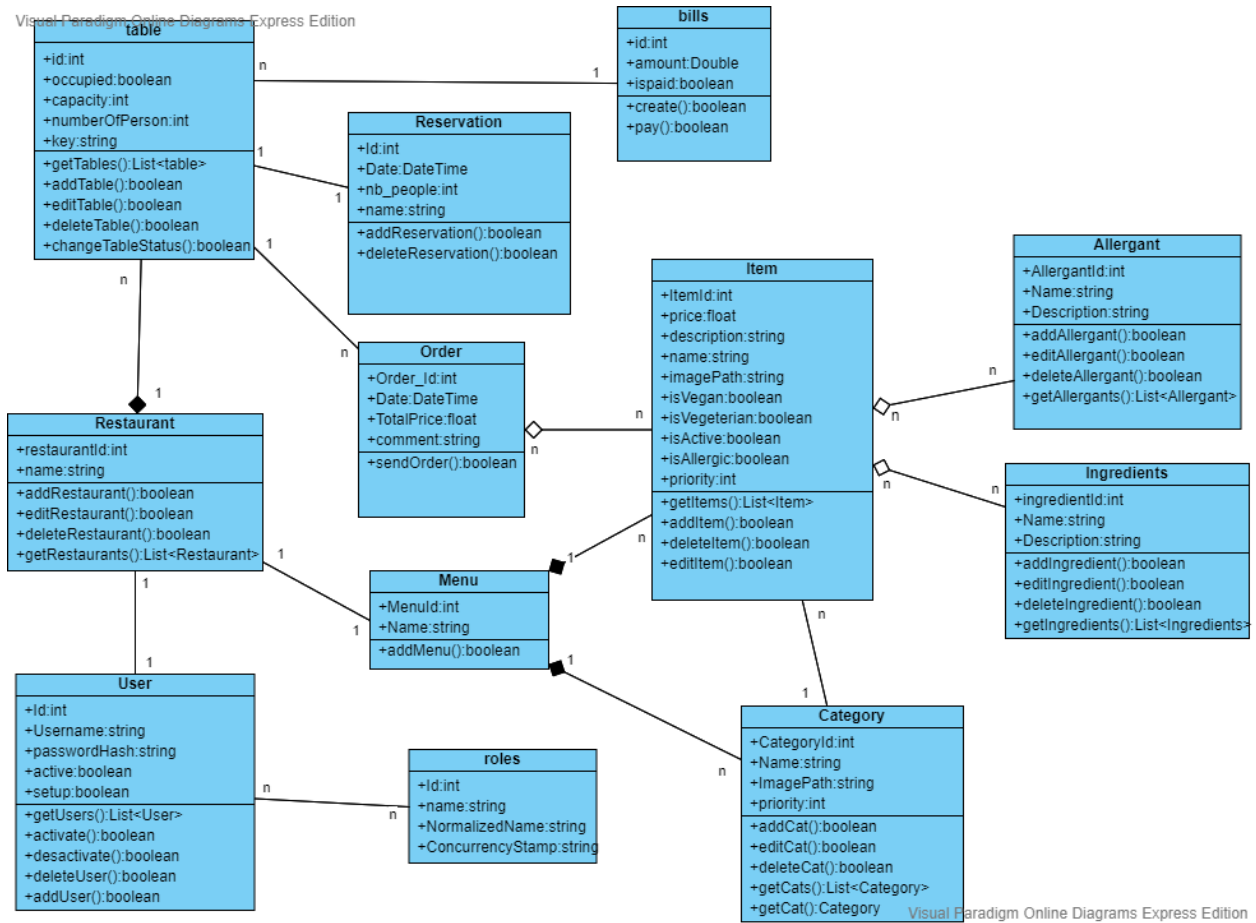 Visual Paradigm Online Diagrams Express Edition
table
+id:int
+occupied:boolean
+capacity:int
+numberOfPerson:int
+key:string
+getTables():List<table>
+addTable():boolean
+editTable():boolean
+deleteTable():boolean
+changeTableStatus():boolean
n
1
bills
+id:int
+amount:Double
+ispaid:boolean
+create():boolean
+pay():boolean
1
1
Reservation
+Id:int
+Date:DateTime
+nb_people:int
+name:string
+addReservation():boolean
+deleteReservation():boolean
1
n
Order
+Order_Id:int
+Date:DateTime
+TotalPrice:float
+comment:string
+sendOrder():boolean
n
n
Item
+ItemId:int
+price:float
+description:string
+name:string
+imagePath:string
+isVegan:boolean
+isVegeterian:boolean
+isActive:boolean
+isAllergic:boolean
+priority:int
+getItems():List<Item>
+addItem():boolean
+deleteItem():boolean
+editItem():boolean
n
n
Allergant
+AllergantId:int
+Name:string
+Description:string
+addAllergant():boolean
+editAllergant():boolean
+deleteAllergant():boolean
+getAllergants():List<Allergant>
n
n
Ingredients
+ingredientId:int
+Name:string
+Description:string
+addIngredient():boolean
+editIngredient():boolean
+deleteIngredient():boolean
+getIngredients():List<Ingredients>
n
1
Restaurant
+restaurantId:int
+name:string
+addRestaurant():boolean
+editRestaurant():boolean
+deleteRestaurant():boolean
+getRestaurants():List<Restaurant>
1
1
Menu
+MenuId:int
+Name:string
+addMenu():boolean
1
n
1
n
n
1
Category
+CategoryId:int
+Name:string
+ImagePath:string
+priority:int
+addCat():boolean
+editCat():boolean
+deleteCat():boolean
+getCats():List<Category>
+getCat():Category
1
1
User
+Id:int
+Username:string
+passwordHash:string
+active:boolean
+setup:boolean
+getUsers():List<User>
+activate():boolean
+desactivate():boolean
+deleteUser():boolean
+addUser():boolean
n
n
roles
+Id:int
+name:string
+NormalizedName:string
+ConcurrencyStamp:string
Visual Paradigm Online Diagrams Express Edition